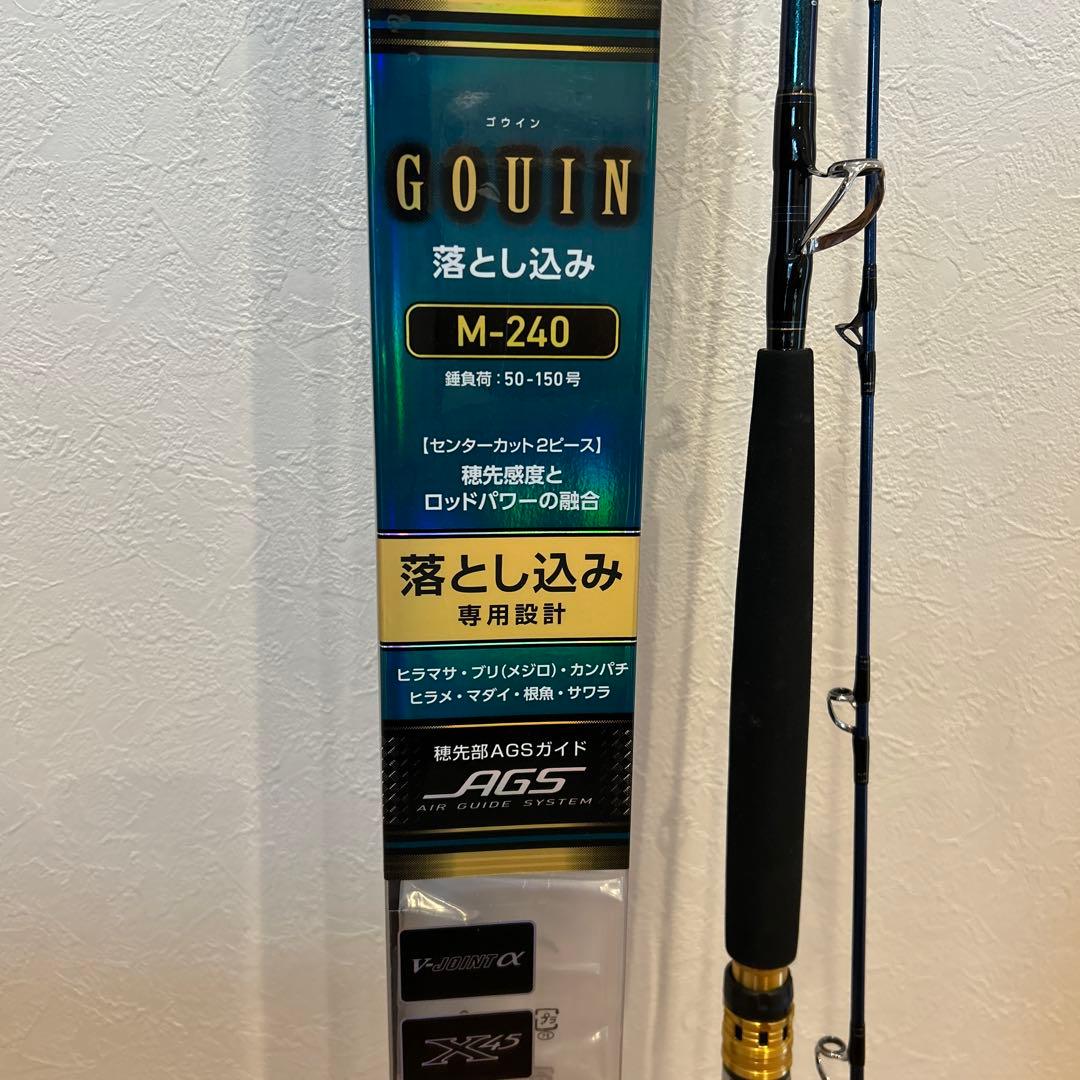 ゴウイン
GOUIN
落とし込み
M-240
錘負荷：50-150号
【センターカット2ピース】
穂先感度と
ロッドパワーの融合
落とし込み
専用設計
ヒラマサ・ブリ（メジロ）・カンパチ
ヒラメ・マダイ・根魚・サワラ
穂先部AGSガイド
AGS
AIR GUIDE SYSTEM
V-JOINT α
X45
プラ